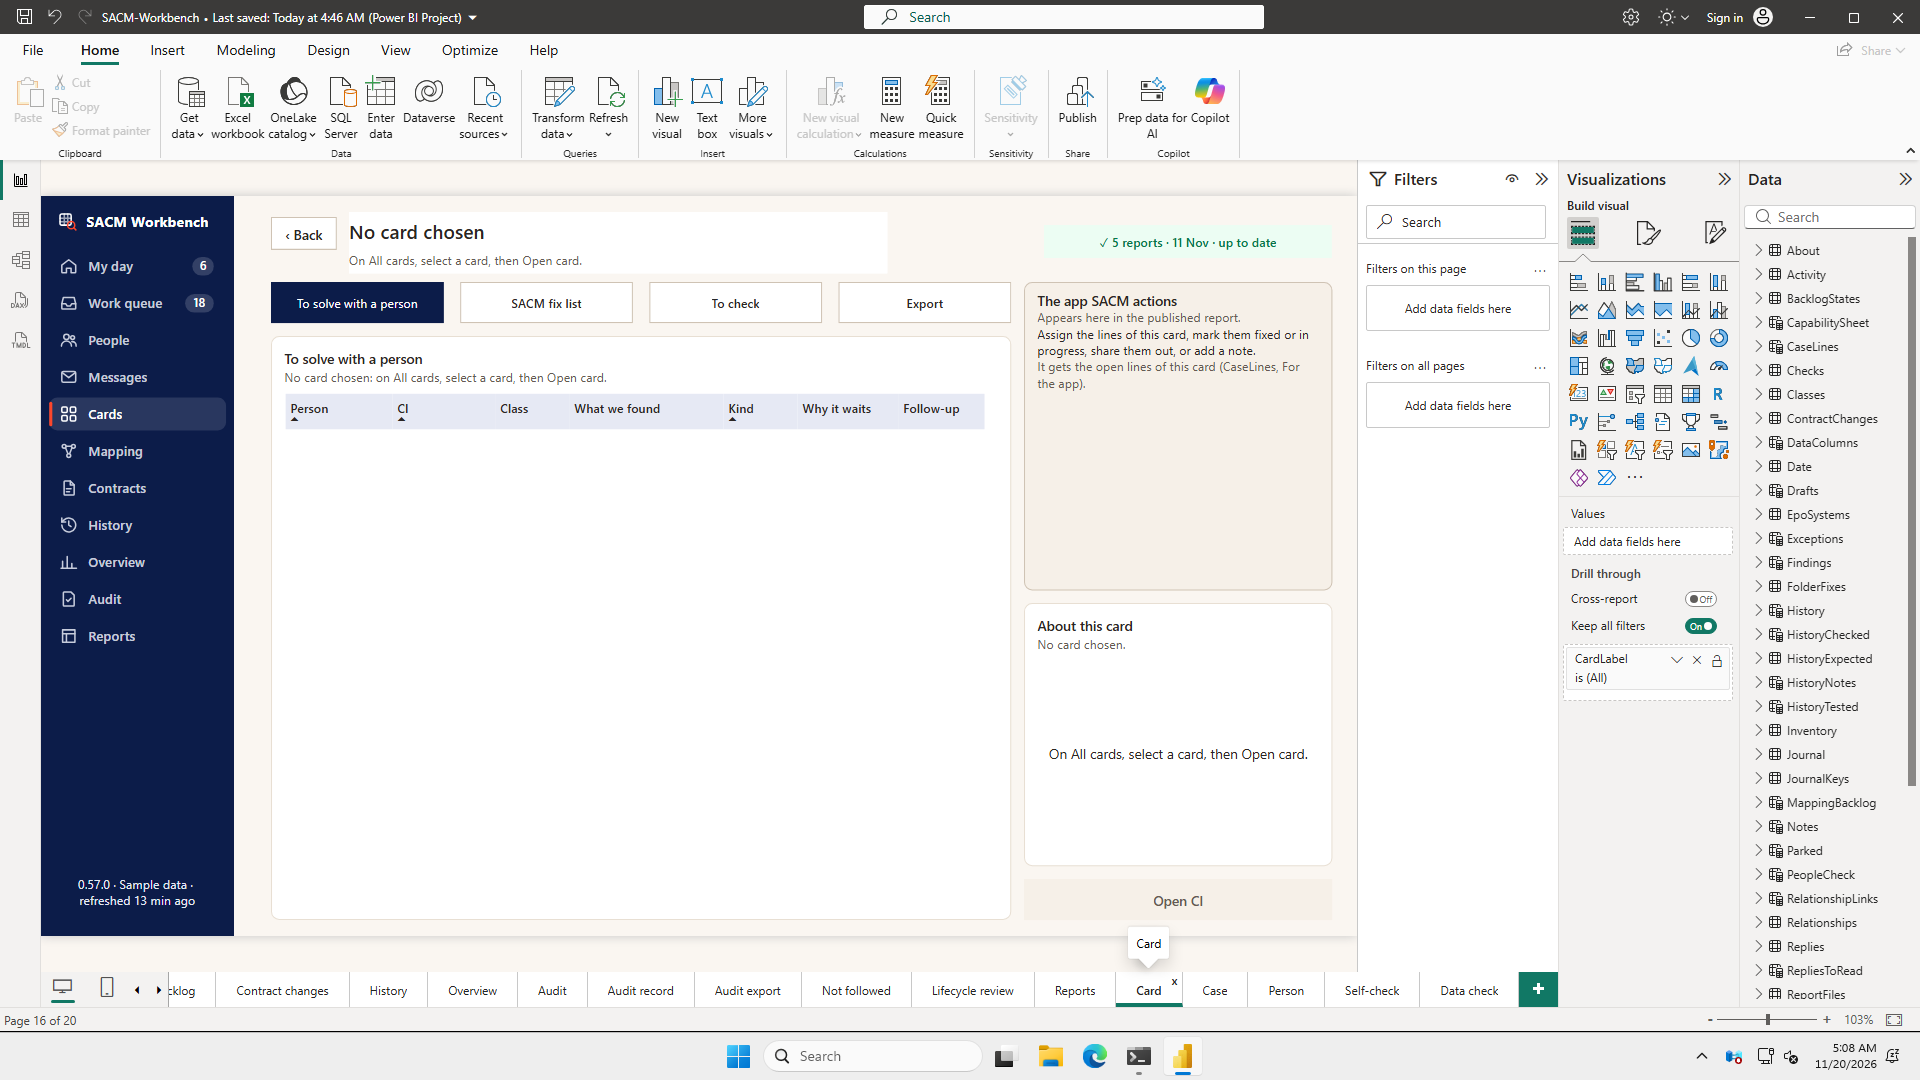 SACM-Workbench • Last saved: Today at 4:46 AM (Power BI Project)
Search
Sign in
File
Home
Insert
Modeling
Design
View
Optimize
Help
Share
Paste
Cut
Copy
Format painter
Clipboard
Get data
Excel workbook
OneLake catalog
SQL Server
Enter data
Dataverse
Recent sources
Data
Transform data
Refresh
Queries
New visual
Text box
More visuals
Insert
New visual calculation
New measure
Quick measure
Calculations
Sensitivity
Sensitivity
Publish
Share
Prep data for AI
Copilot
Copilot
DAX
TMDL
SACM Workbench
My day 6
Work queue 18
People
Messages
Cards
Mapping
Contracts
History
Overview
Audit
Reports
0.57.0 · Sample data ·
refreshed 13 min ago
‹ Back
No card chosen
On All cards, select a card, then Open card.
✓ 5 reports · 11 Nov · up to date
To solve with a person
SACM fix list
To check
Export
To solve with a person
No card chosen: on All cards, select a card, then Open card.
Person
CI
Class
What we found
Kind
Why it waits
Follow-up
The app SACM actions
Appears here in the published report.
Assign the lines of this card, mark them fixed or in
progress, share them out, or add a note.
It gets the open lines of this card (CaseLines, For
the app).
About this card
No card chosen.
On All cards, select a card, then Open card.
Open CI
Card
Filters
Search
Filters on this page
Add data fields here
Filters on all pages
Add data fields here
Visualizations
Build visual
R
Py
Values
Add data fields here
Drill through
Cross-report
Off
Keep all filters
On
CardLabel
is (All)
Data
Search
About
Activity
BacklogStates
CapabilitySheet
CaseLines
Checks
Classes
ContractChanges
DataColumns
Date
Drafts
EpoSystems
Exceptions
Findings
FolderFixes
History
HistoryChecked
HistoryExpected
HistoryNotes
HistoryTested
Inventory
Journal
JournalKeys
MappingBacklog
Notes
Parked
PeopleCheck
RelationshipLinks
Relationships
Replies
RepliesToRead
ReportFiles
cklog
Contract changes
History
Overview
Audit
Audit record
Audit export
Not followed
Lifecycle review
Reports
Card
x
Case
Person
Self-check
Data check
+
Page 16 of 20
- + 103%
Search
5:08 AM
11/20/2026